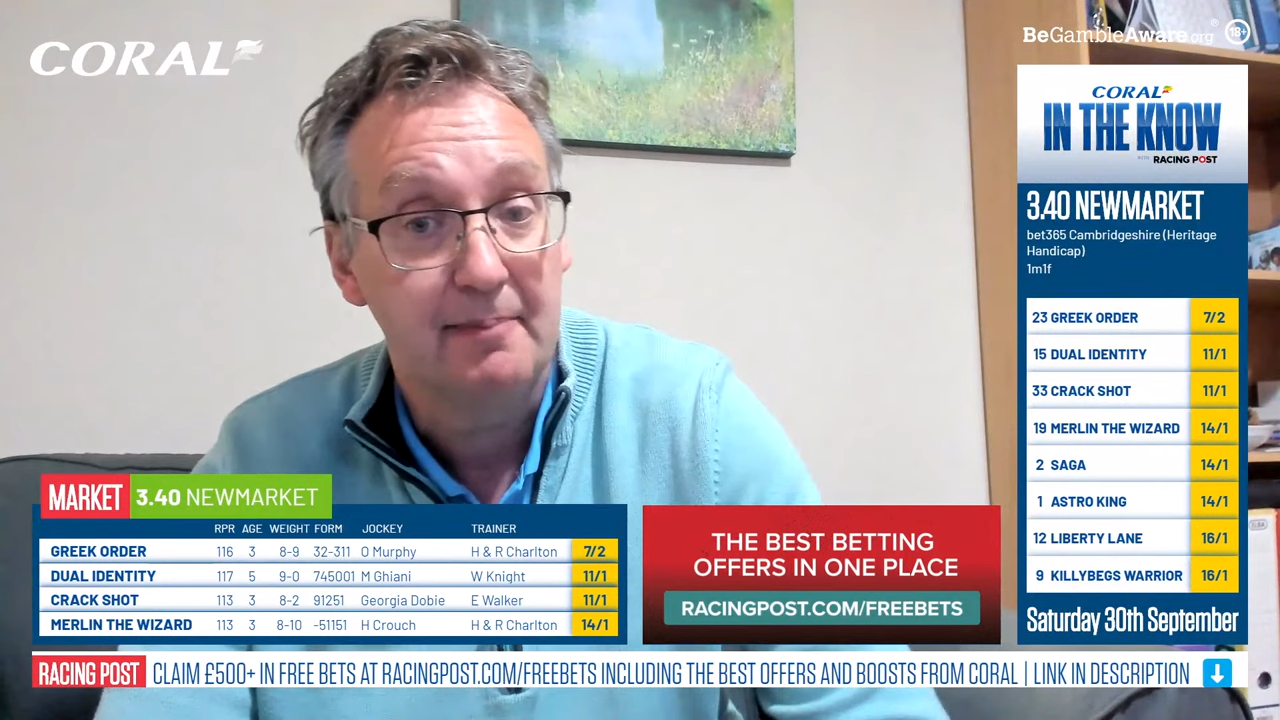 CORAL
BeGambleAware.org® 18+
CORAL
IN THE KNOW
WITH RACING POST
3.40 NEWMARKET
bet365 Cambridgeshire (Heritage
Handicap)
1m1f
23 GREEK ORDER 7/2
15 DUAL IDENTITY 11/1
33 CRACK SHOT 11/1
19 MERLIN THE WIZARD 14/1
2 SAGA 14/1
1 ASTRO KING 14/1
12 LIBERTY LANE 16/1
9 KILLYBEGS WARRIOR 16/1
Saturday 30th September
MARKET 3.40 NEWMARKET
RPR AGE WEIGHT FORM JOCKEY TRAINER
GREEK ORDER 116 3 8-9 32-311 O Murphy H & R Charlton 7/2
DUAL IDENTITY 117 5 9-0 745001 M Ghiani W Knight 11/1
CRACK SHOT 113 3 8-2 91251 Georgia Dobie E Walker 11/1
MERLIN THE WIZARD 113 3 8-10 -51151 H Crouch H & R Charlton 14/1
THE BEST BETTING
OFFERS IN ONE PLACE
RACINGPOST.COM/FREEBETS
RACING POST CLAIM £500+ IN FREE BETS AT RACINGPOST.COM/FREEBETS INCLUDING THE BEST OFFERS AND BOOSTS FROM CORAL | LINK IN DESCRIPTION